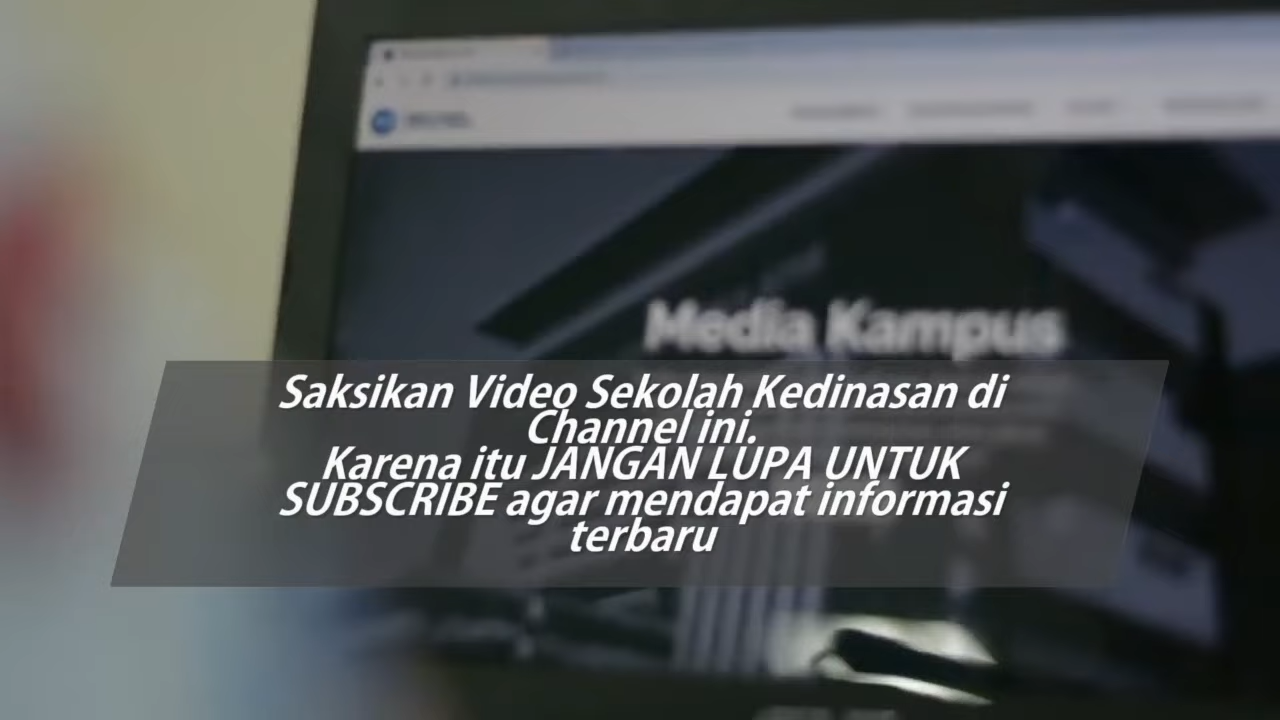 Media Kampus
Saksikan Video Sekolah Kedinasan di
Channel ini.
Karena itu JANGAN LUPA UNTUK
SUBSCRIBE agar mendapat informasi
terbaru